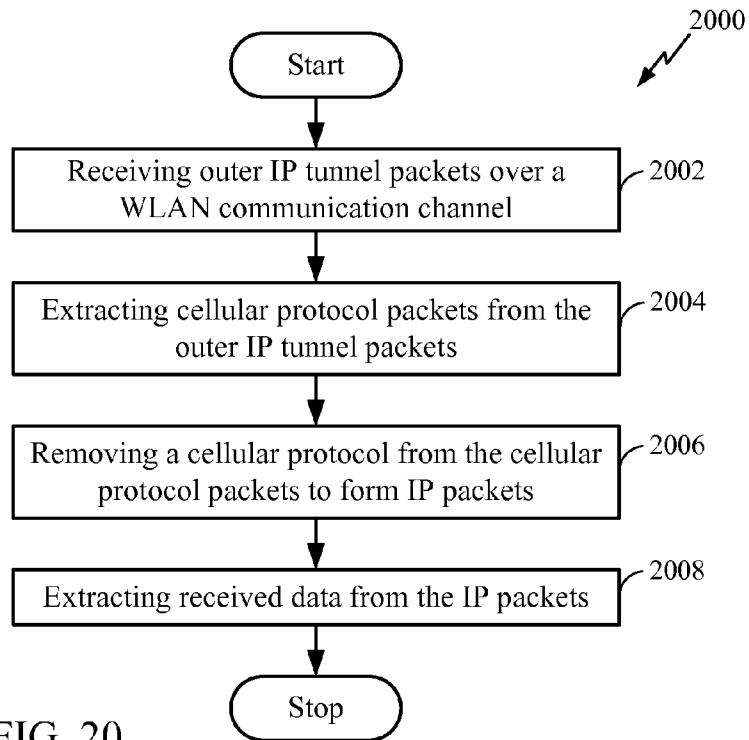 2000
Start
Receiving outer IP tunnel packets over a
WLAN communication channel
2002
Extracting cellular protocol packets from the
outer IP tunnel packets
2004
Removing a cellular protocol from the cellular
protocol packets to form IP packets
2006
Extracting received data from the IP packets
2008
Stop
FIG. 20